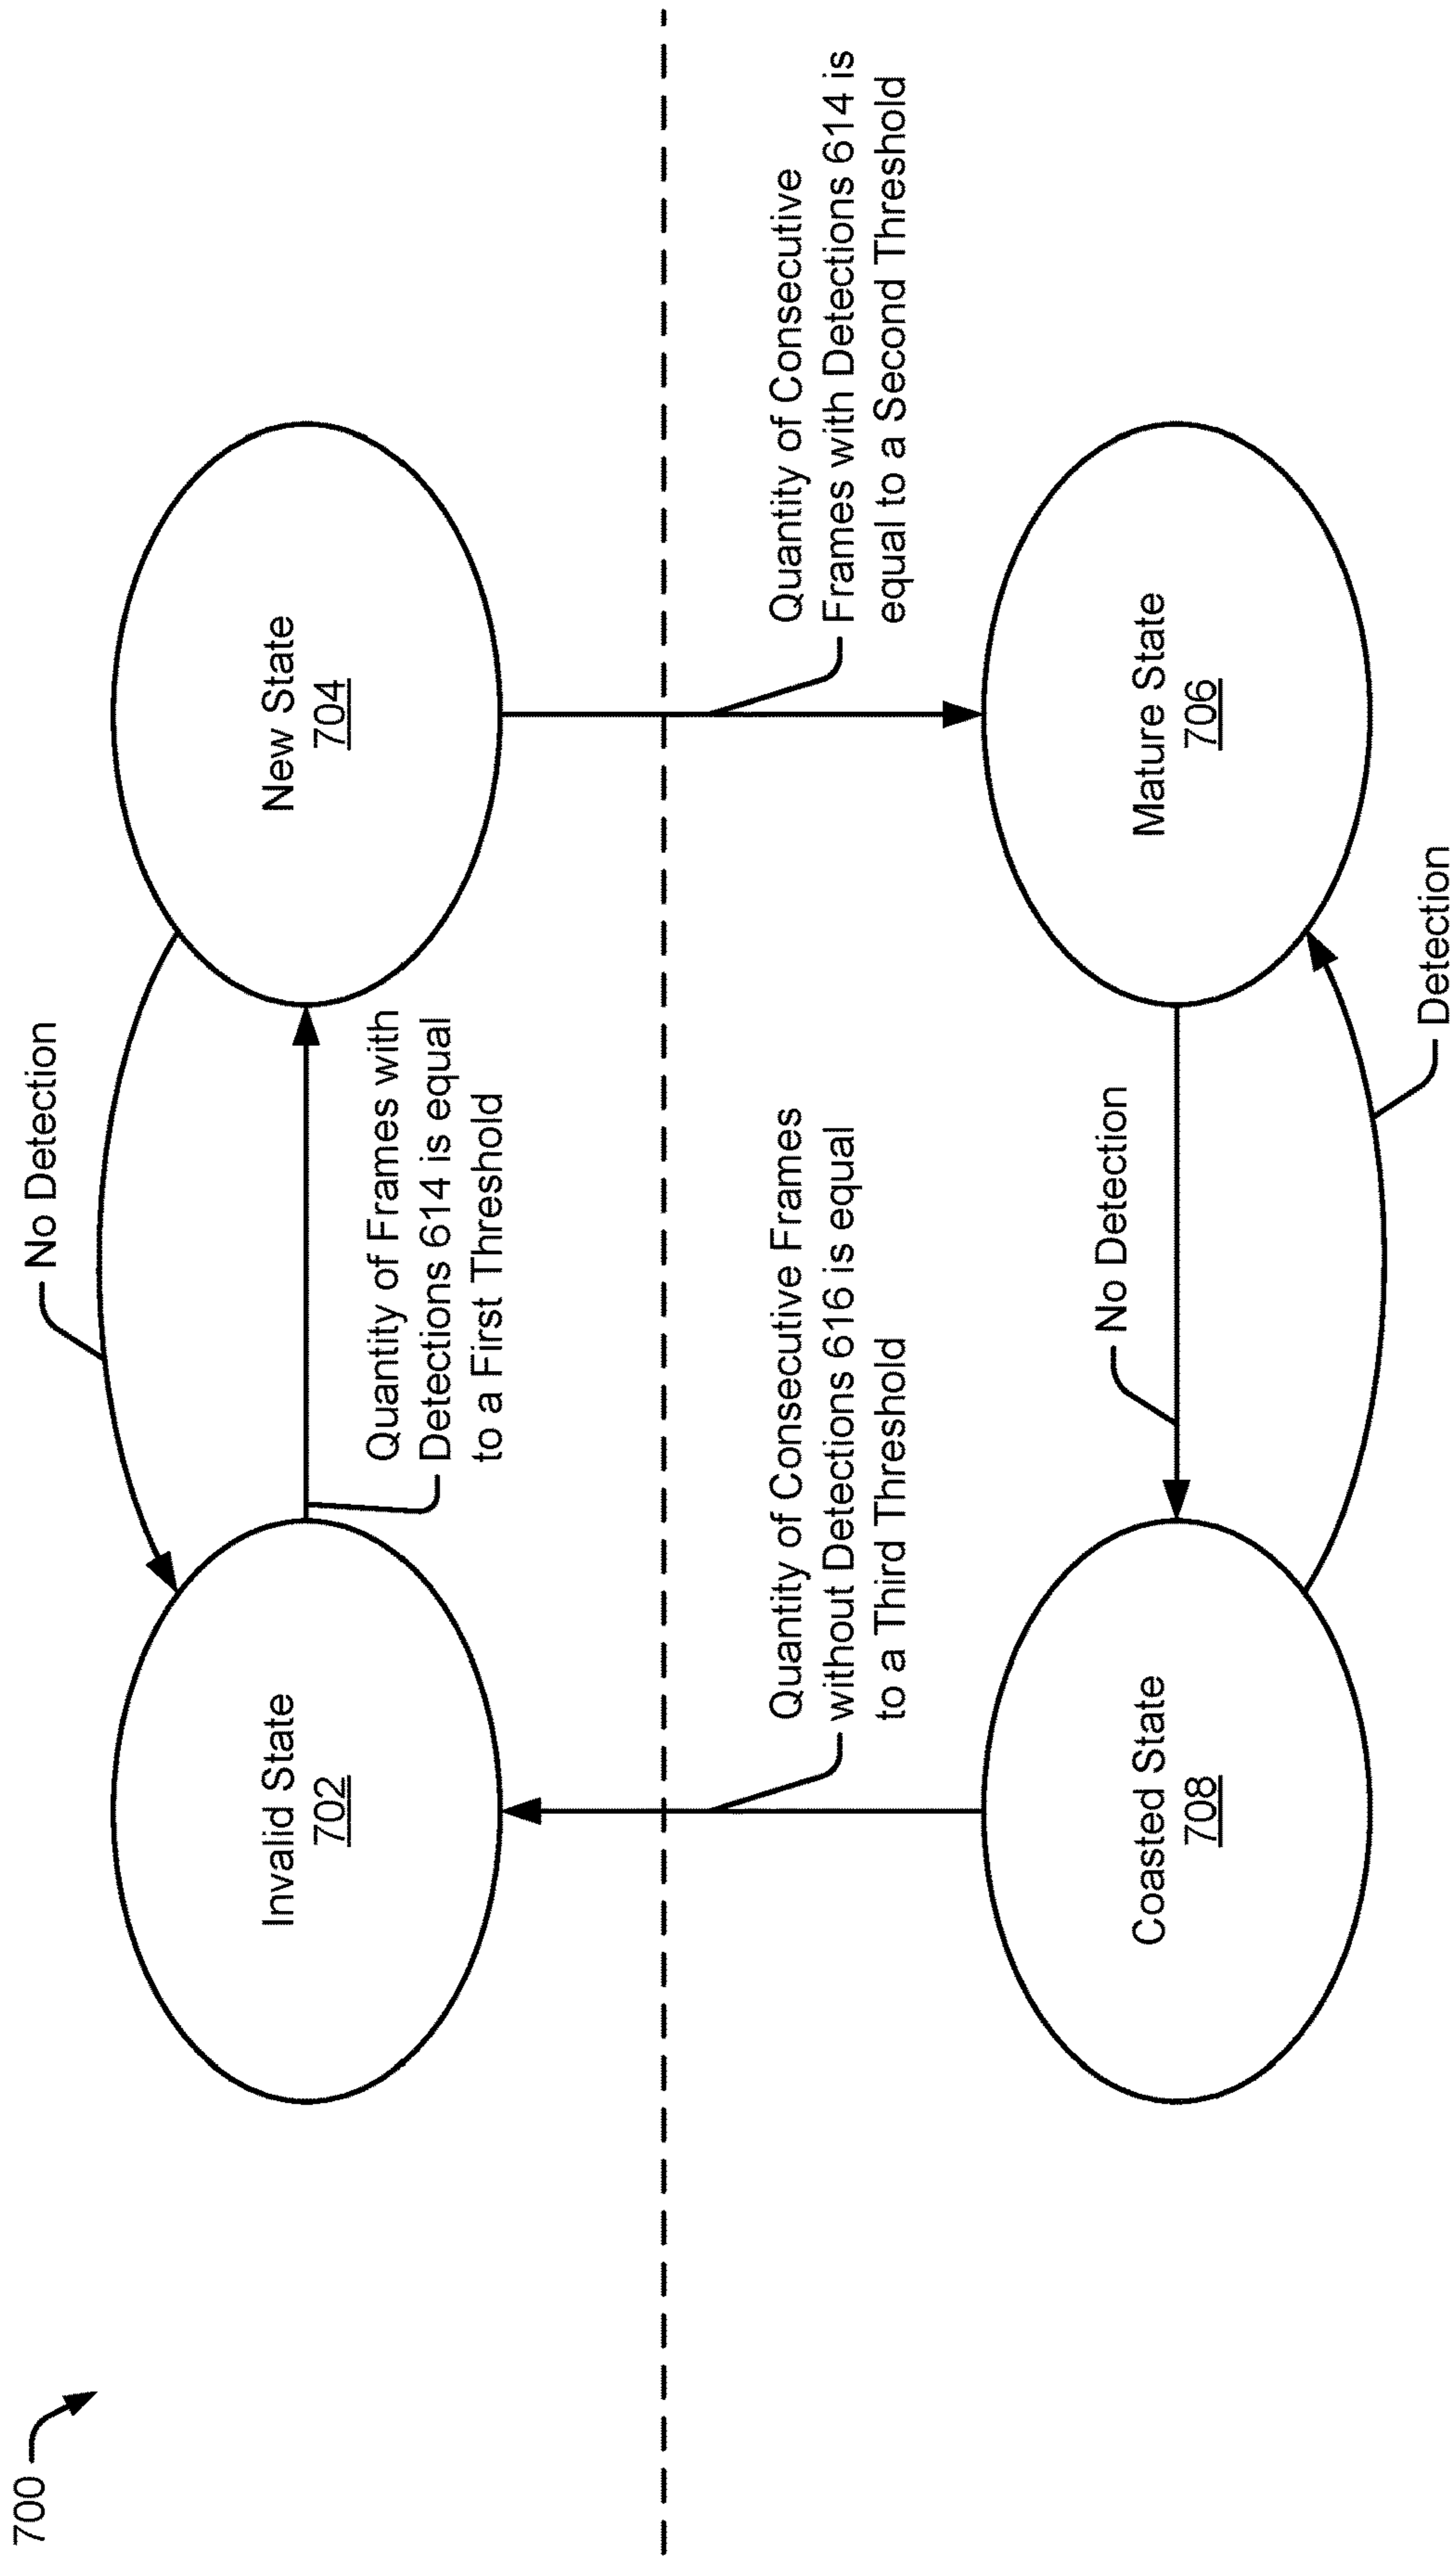 700
No Detection
Invalid State
702
New State
704
Quantity of Frames with
Detections 614 is equal
to a First Threshold
Quantity of Consecutive Frames
without Detections 616 is equal
to a Third Threshold
Quantity of Consecutive
Frames with Detections 614 is
equal to a Second Threshold
No Detection
Coasted State
708
Mature State
706
Detection